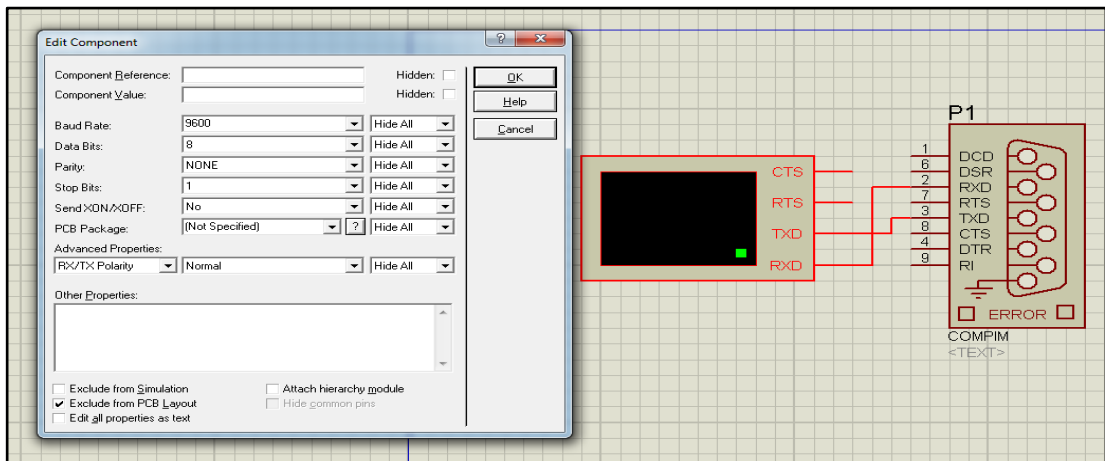 Edit Component
?
Component Reference:
Hidden:
OK
Component Value:
Hidden:
Help
Baud Rate: 9600 Hide All
Cancel
Data Bits: 8 Hide All
Parity: NONE Hide All
Stop Bits: 1 Hide All
Send XON/XOFF: No Hide All
PCB Package: (Not Specified) ? Hide All
Advanced Properties:
RX/TX Polarity Normal Hide All
Other Properties:
Exclude from Simulation
Attach hierarchy module
Exclude from PCB Layout
Hide common pins
Edit all properties as text
CTS
RTS
TXD
RXD
P1
1 DCD
6 DSR
2 RXD
7 RTS
3 TXD
8 CTS
4 DTR
9 RI
ERROR
COMPIM
<TEXT>